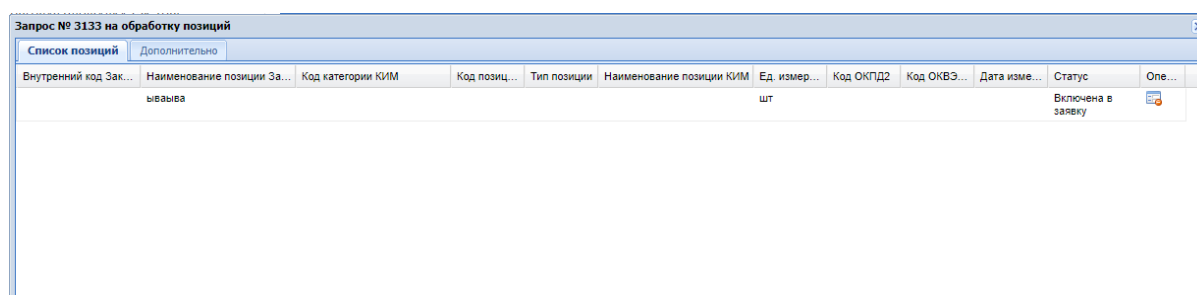 Запрос № 3133 на обработку позиций
Список позиций Дополнительно
Внутренний код Зак... Наименование позиции За... Код категории КИМ Код позиц... Тип позиции Наименование позиции КИМ Ед. измер... Код ОКПД2 Код ОКВЭ... Дата изме... Статус Опе...
ываыва шт Включена в
заявку